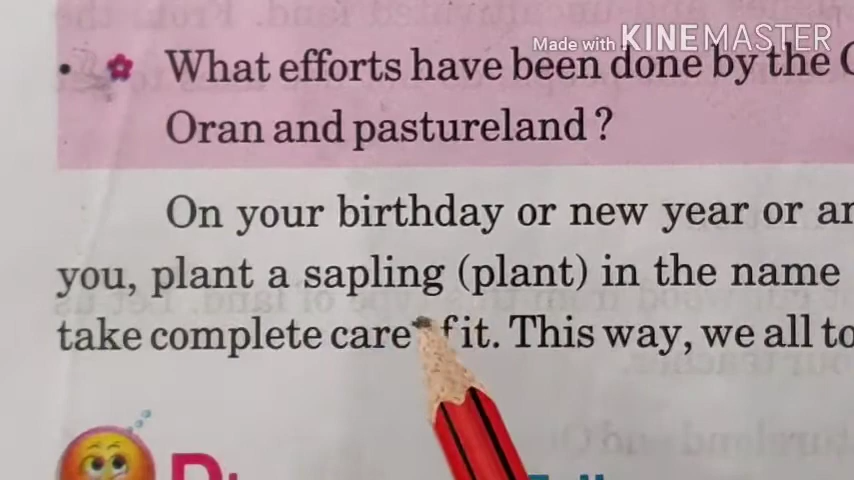 Made with KINEMASTER
What efforts have been done by the
Oran and pastureland ?
On your birthday or new year or
you, plant a sapling (plant) in the name
take complete care fit. This way, we all